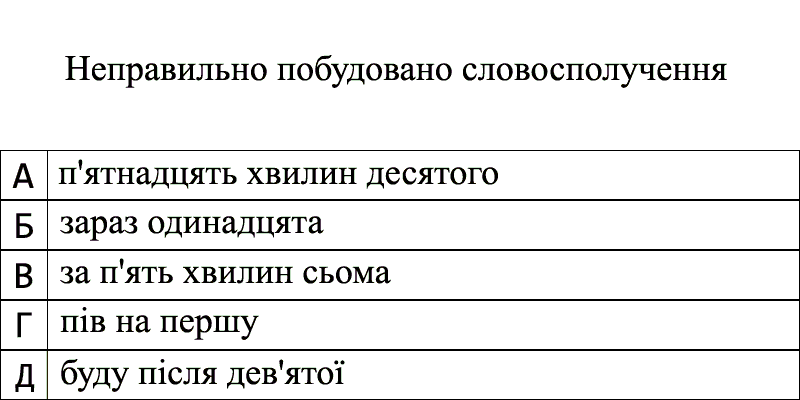 Неправильно побудовано словосполучення
А п'ятнадцять хвилин десятого
Б зараз одинадцята
В за п'ять хвилин сьома
Г пів на першу
Д буду після дев'ятої